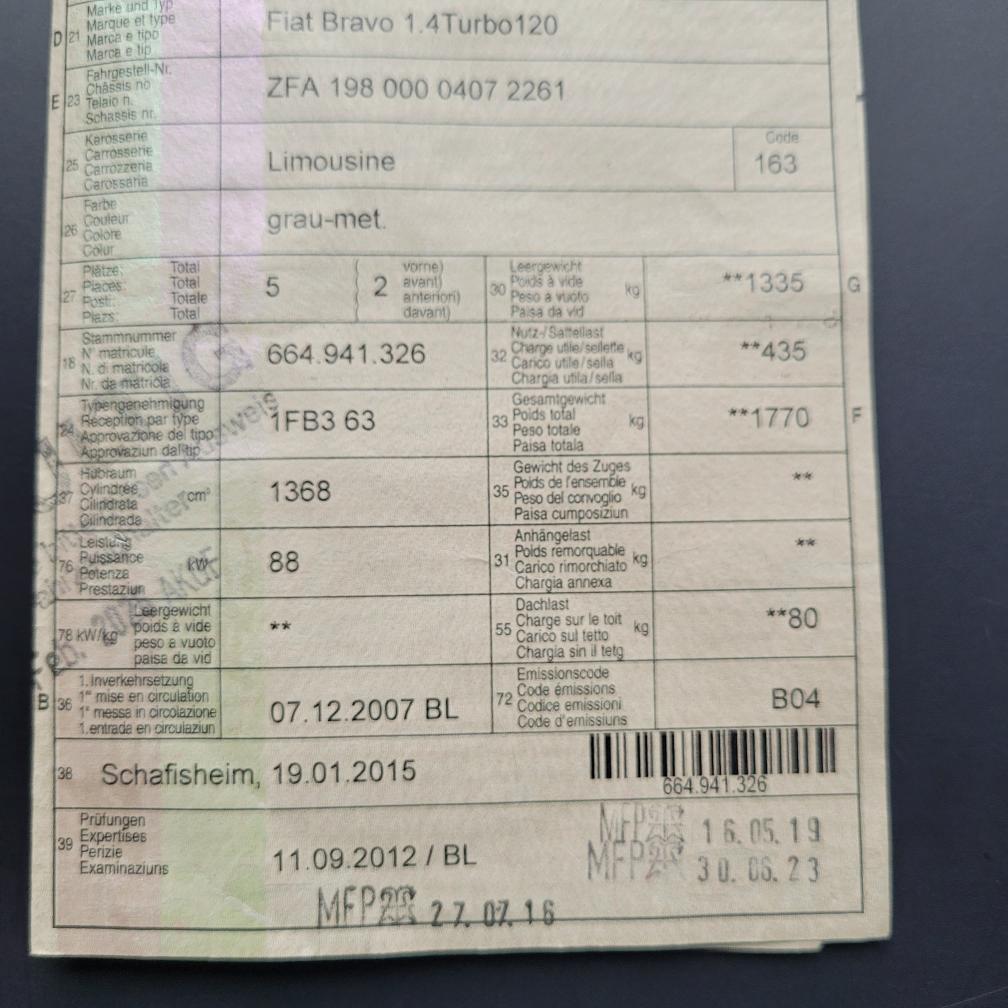 Marke und Typ
Marque et type
D 21 Marca e tipo
Marca e tip
Fiat Bravo 1.4Turbo120
Fahrgestell-Nr.
Châssis no
E 23 Telaio n.
Schassis nr.
ZFA 198 000 0407 2261
Karosserie
Carrosserie
25 Carrozzeria
Carossaria
Limousine
Code
163
Farbe
Couleur
26 Colore
Colur
grau-met.
Plätze: Total
Places: Total
27 Posti: Totale
Plazs: Total
5 ( 2 vorne)
avant)
anteriori)
davant)
Leergewicht
30 Poids à vide kg
Peso a vuoto
Paisa da vid
**1335 G
Stammnummer
18 N° matricule
N. di matricola
Nr. da matricla
664.941.326
Nutz-/Sattellast
32 Charge utile/sellette kg
Carico utile/sella
Chargia utila/sella
**435
Typengenehmigung
24 Réception par type
Approvazione del tipo
Approvaziun dal tip
1FB3 63
Gesamtgewicht
33 Poids total kg
Peso totale
Paisa totala
**1770 F
Hubraum
37 Cylindrée cm³
Cilindrata
Cilindrada
1368
Gewicht des Zuges
35 Poids de l'ensemble kg
Peso del convoglio
Paisa cumposiziun
**
Leistung
76 Puissance kW
Potenza
Prestaziun
88
Anhängelast
31 Poids remorquable kg
Carico rimorchiato
Chargia annexa
**
78 kW/kg Leergewicht
poids à vide
peso a vuoto
paisa da vid
**
Dachlast
55 Charge sur le toit kg
Carico sul tetto
Chargia sin il tetg
**80
1. Inverkehrsetzung
B 36 1re mise en circulation
1a messa in circolazione
1. entrada en circulaziun
07.12.2007 BL
Emissionscode
72 Code émissions
Codice emissioni
Code d'emissiuns
B04
38 Schafisheim, 19.01.2015
664.941.326
Prüfungen
39 Expertises
Perizie
Examinaziuns
11.09.2012 / BL
MFP 16.05.19
MFP 30.06.23
MFP 27.07.16